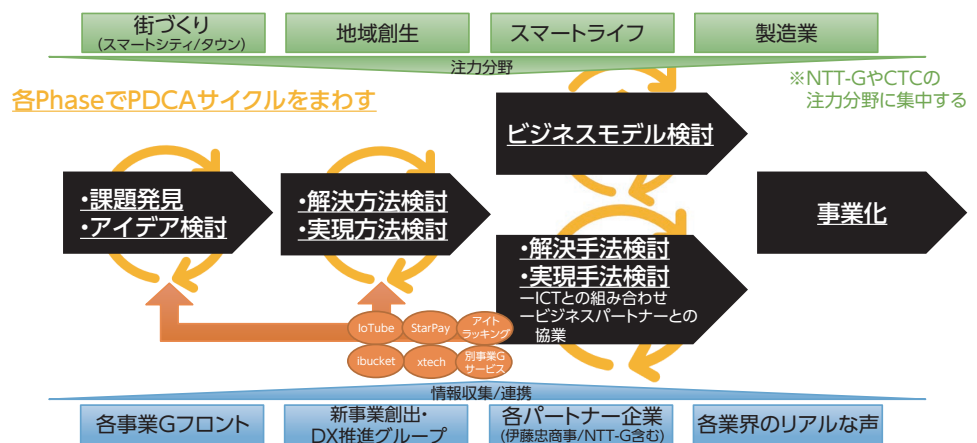 街づくり
(スマートシティ/タウン)
地域創生
スマートライフ
製造業
注力分野
各PhaseでPDCAサイクルをまわす
※NTT-GやCTCの
注力分野に集中する
ビジネスモデル検討
・課題発見
・アイデア検討
・解決方法検討
・実現方法検討
事業化
・解決手法検討
・実現手法検討
ーICTとの組み合わせ
ービジネスパートナーとの
協業
IoTube
StarPay
アイト
ラッキング
ibucket
xtech
別事業G
サービス
情報収集/連携
各事業Gフロント
新事業創出・
DX推進グループ
各パートナー企業
(伊藤忠商事/NTT-G含む)
各業界のリアルな声